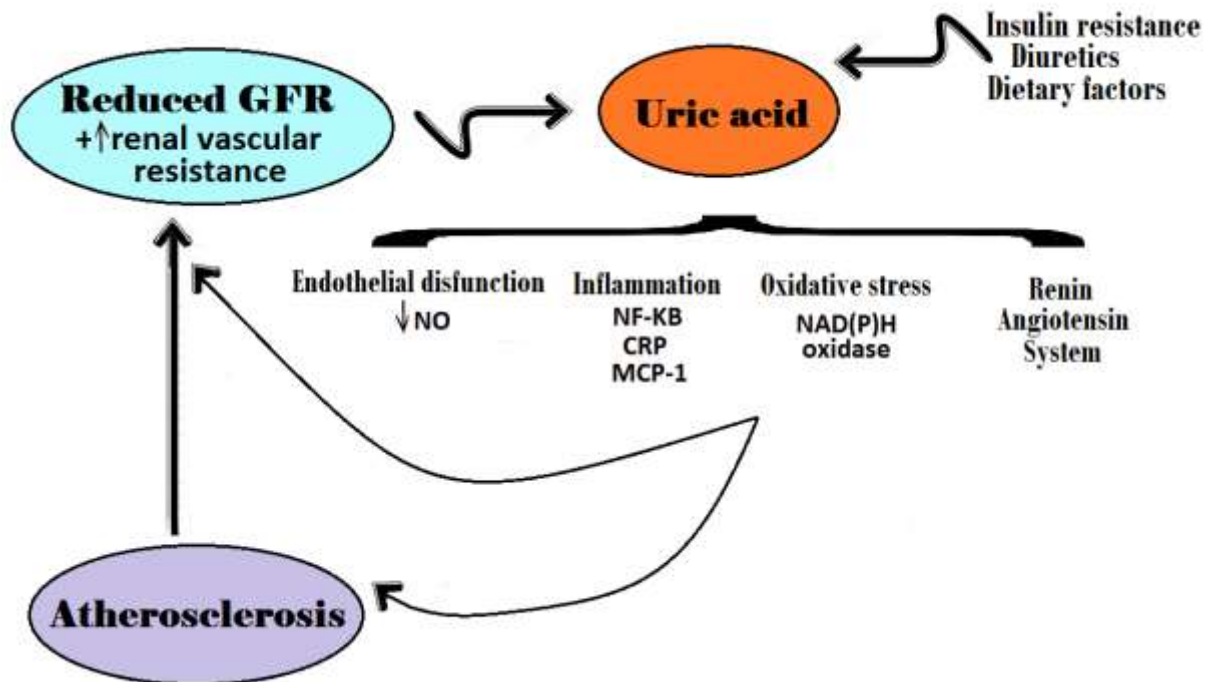 Reduced GFR
+↑renal vascular
resistance
Uric acid
Insulin resistance
Diuretics
Dietary factors
Endothelial disfunction
↓NO
Inflammation
NF-KB
CRP
MCP-1
Oxidative stress
NAD(P)H
oxidase
Renin
Angiotensin
System
Atherosclerosis